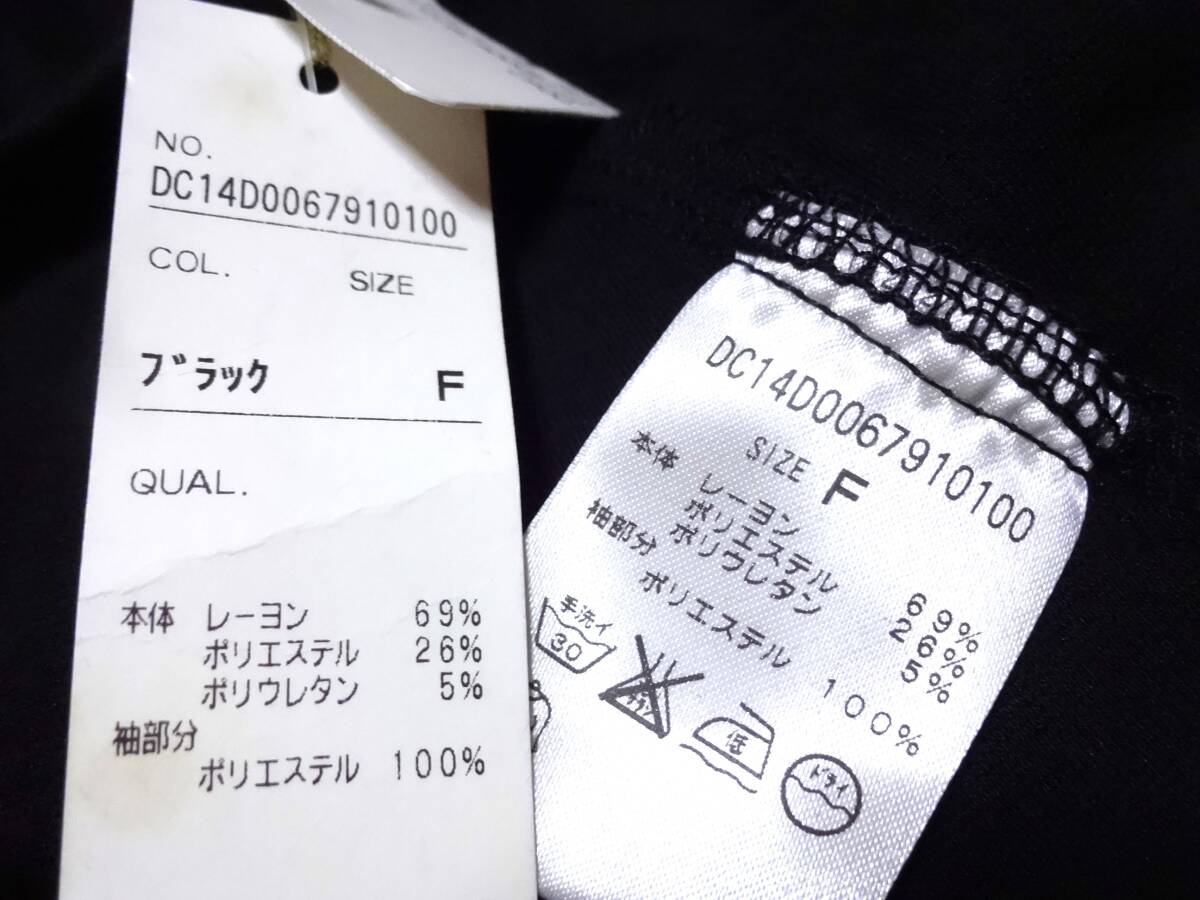 NO.
DC14D0067910100
COL. SIZE
ブラック F
QUAL.
本体 レーヨン 69%
ポリエステル 26%
ポリウレタン 5%
袖部分
ポリエステル 100%
DC14D0067910100
SIZE F
本体
レーヨン 69%
ポリエステル 26%
ポリウレタン 5%
袖部分
ポリエステル 100%
手洗イ
30
低
ドライ